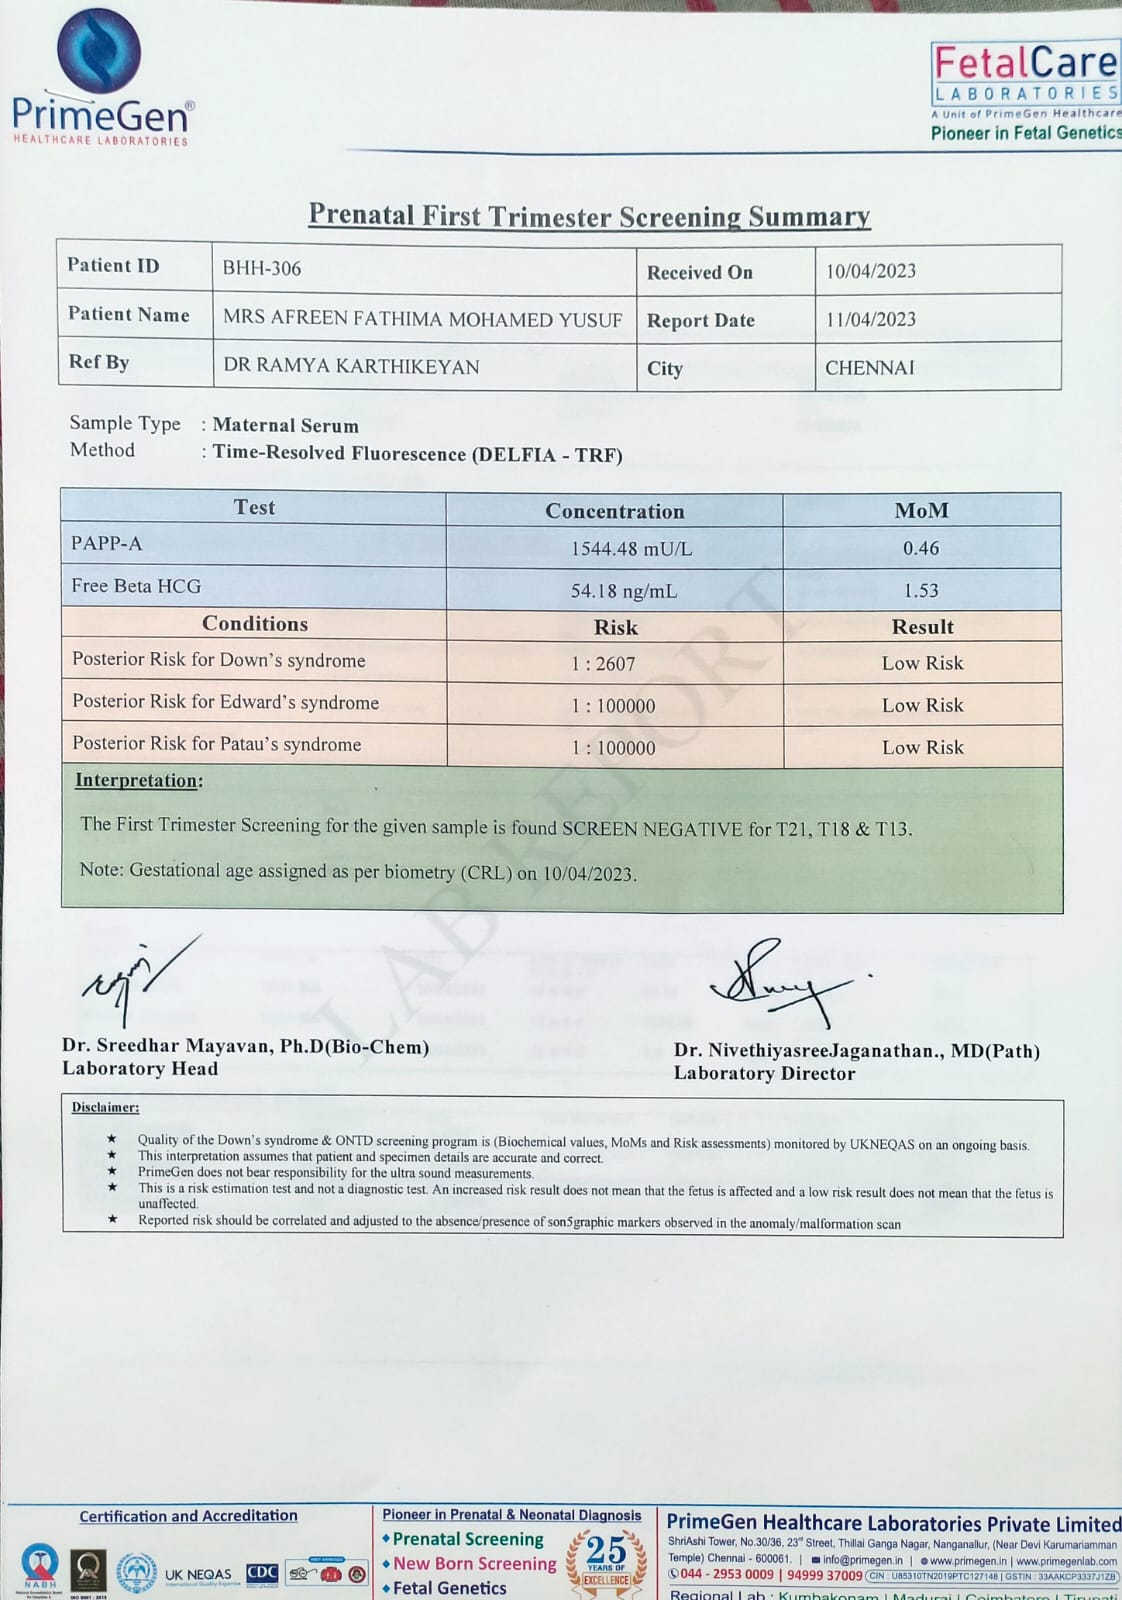 PrimeGen®
HEALTHCARE LABORATORIES
FetalCare
LABORATORIES
A Unit of PrimeGen Healthcare
Pioneer in Fetal Genetics
Prenatal First Trimester Screening Summary
Patient ID BHH-306 Received On 10/04/2023
Patient Name MRS AFREEN FATHIMA MOHAMED YUSUF Report Date 11/04/2023
Ref By DR RAMYA KARTHIKEYAN City CHENNAI
Sample Type : Maternal Serum
Method : Time-Resolved Fluorescence (DELFIA - TRF)
Test Concentration MoM
PAPP-A 1544.48 mU/L 0.46
Free Beta HCG 54.18 ng/mL 1.53
Conditions Risk Result
Posterior Risk for Down's syndrome 1 : 2607 Low Risk
Posterior Risk for Edward's syndrome 1 : 100000 Low Risk
Posterior Risk for Patau's syndrome 1 : 100000 Low Risk
Interpretation:
The First Trimester Screening for the given sample is found SCREEN NEGATIVE for T21, T18 & T13.
Note: Gestational age assigned as per biometry (CRL) on 10/04/2023.
LAB REPORT
Dr. Sreedhar Mayavan, Ph.D(Bio-Chem)
Laboratory Head
Dr. NivethiyasreeJaganathan., MD(Path)
Laboratory Director
Disclaimer:
★ Quality of the Down's syndrome & ONTD screening program is (Biochemical values, MoMs and Risk assessments) monitored by UKNEQAS on an ongoing basis.
★ This interpretation assumes that patient and specimen details are accurate and correct.
★ PrimeGen does not bear responsibility for the ultra sound measurements.
★ This is a risk estimation test and not a diagnostic test. An increased risk result does not mean that the fetus is affected and a low risk result does not mean that the fetus is
unaffected.
★ Reported risk should be correlated and adjusted to the absence/presence of son5graphic markers observed in the anomaly/malformation scan
Certification and Accreditation
NABH
ISO 9001 : 2015
UK NEQAS
International Quality Expertise
CDC
Pioneer in Prenatal & Neonatal Diagnosis
Prenatal Screening
New Born Screening
Fetal Genetics
25
YEARS OF
EXCELLENCE
PrimeGen Healthcare Laboratories Private Limited
ShriAshi Tower, No.30/36, 23rd Street, Thillai Ganga Nagar, Nanganallur, (Near Devi Karumariamman
Temple) Chennai - 600061. | info@primegen.in | www.primegen.in | www.primegenlab.com
044 - 2953 0009 | 94999 37009 CIN : U85310TN2019PTC127148 | GSTIN : 33AAKCP3337J1ZB
Regional Lab : Kumbakonam | Madurai | Coimbatore | Tirupati